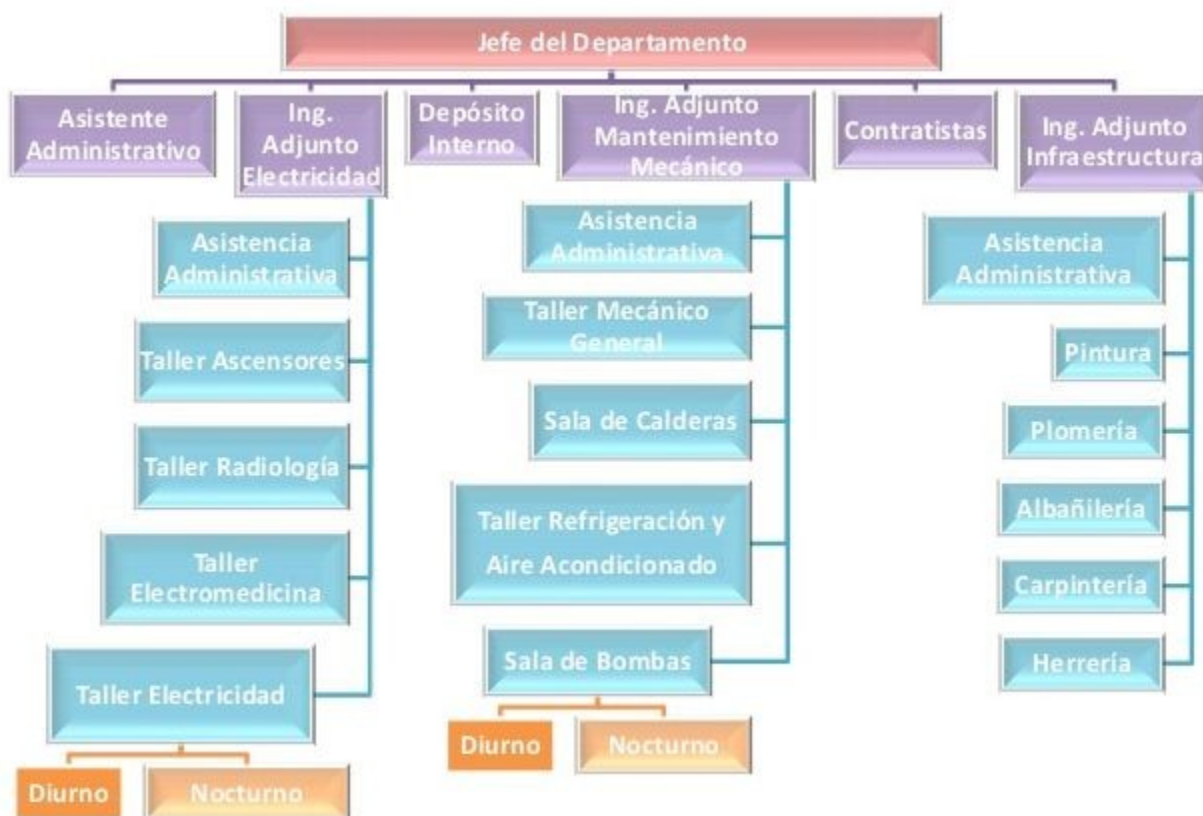 Jefe del Departamento
Asistente
Administrativo
Ing.
Adjunto
Electricidad
Depósito
Interno
Ing. Adjunto
Mantenimiento
Mecánico
Contratistas
Ing. Adjunto
Infraestructura
Asistencia
Administrativa
Taller Ascensores
Taller Radiología
Taller
Electromedicina
Taller Electricidad
Diurno
Nocturno
Asistencia
Administrativa
Taller Mecánico
General
Sala de Calderas
Taller Refrigeración y
Aire Acondicionado
Sala de Bombas
Diurno
Nocturno
Asistencia
Administrativa
Pintura
Plomería
Albañilería
Carpintería
Herrería